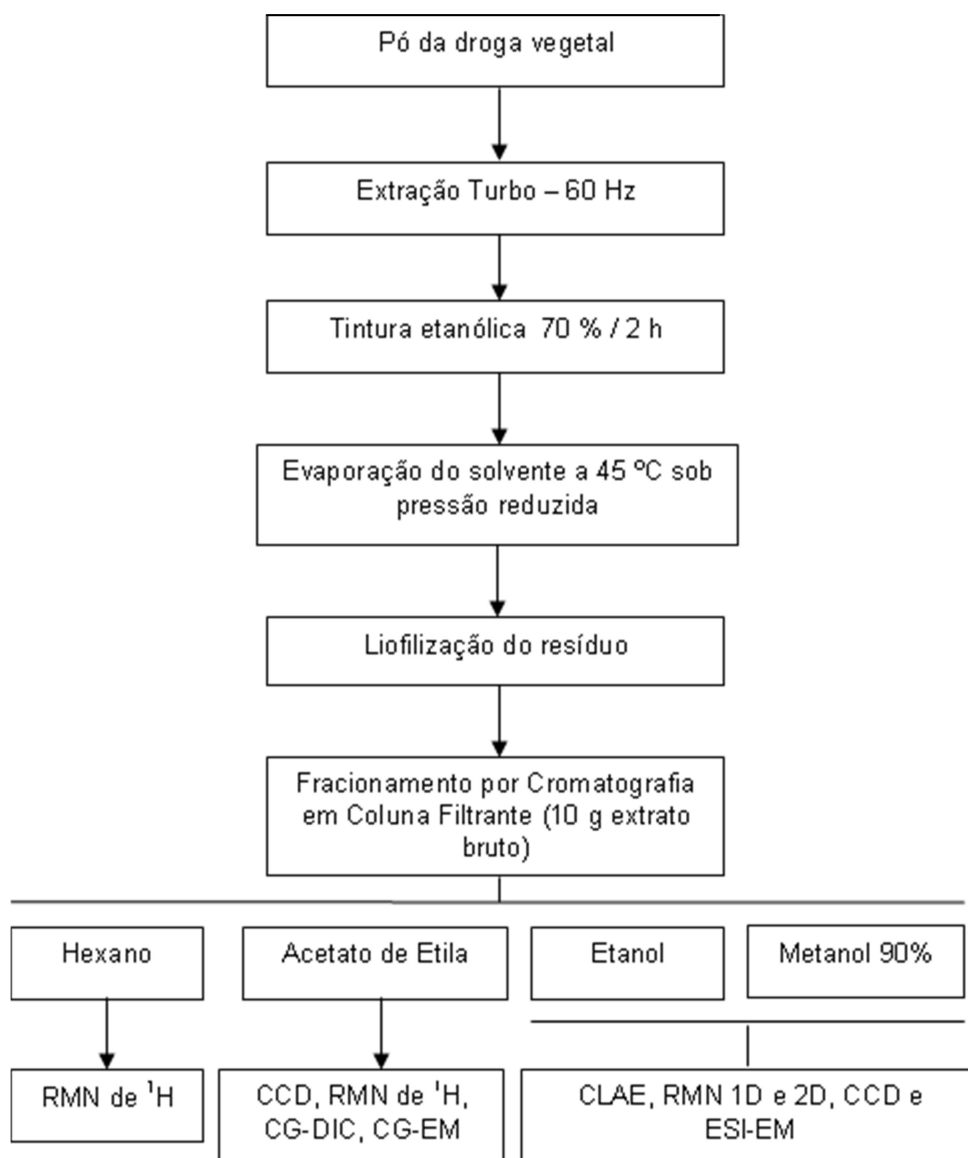 Pó da droga vegetal
Extração Turbo – 60 Hz
Tintura etanólica 70 % / 2 h
Evaporação do solvente a 45 ºC sob
pressão reduzida
Liofilização do resíduo
Fracionamento por Cromatografia
em Coluna Filtrante (10 g extrato
bruto)
Hexano
Acetato de Etila
Etanol
Metanol 90%
RMN de ¹H
CCD, RMN de ¹H,
CG-DIC, CG-EM
CLAE, RMN 1D e 2D, CCD e
ESI-EM